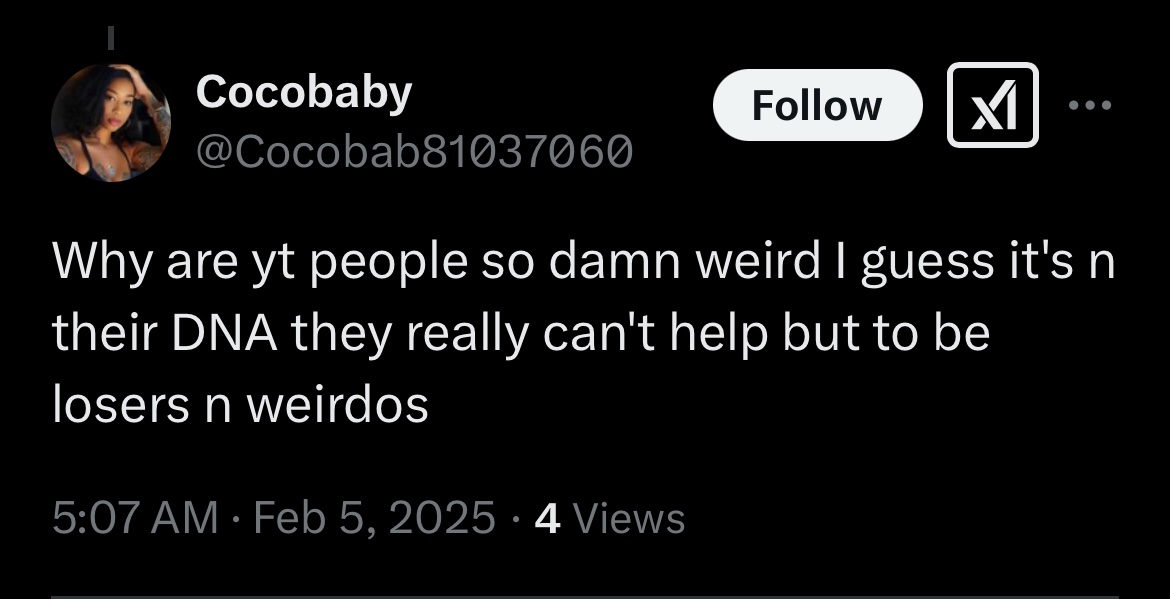 Cocobaby
Follow
@Cocobab81037060
Why are yt people so damn weird I guess it's n
their DNA they really can't help but to be
losers n weirdos
5:07 AM · Feb 5, 2025 · 4 Views